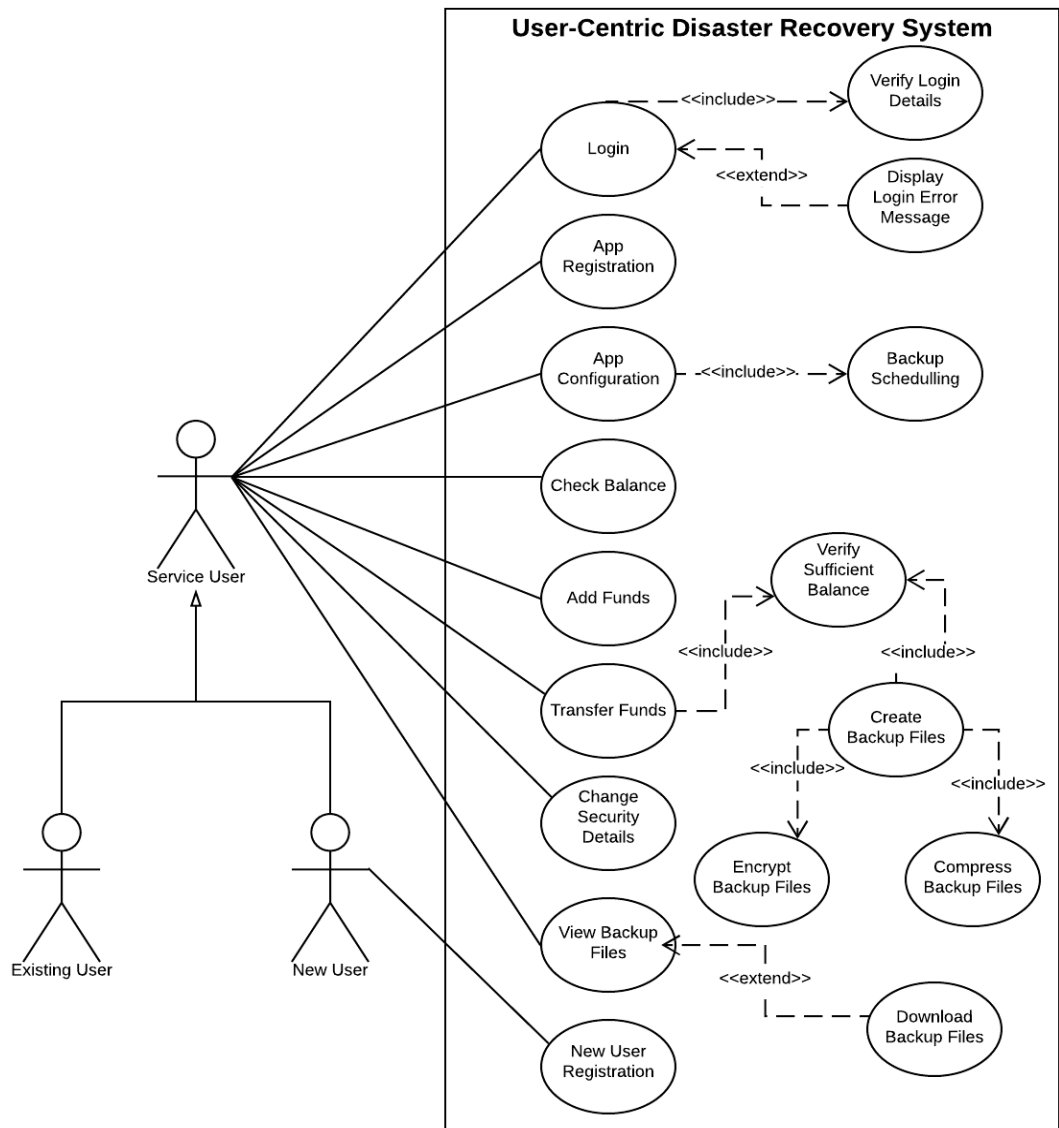 User-Centric Disaster Recovery System
Verify Login
Details
<<include>>
Login
<<extend>>
Display
Login Error
Message
App
Registration
App
Configuration
<<include>>
Backup
Schedulling
Service User
Check Balance
Verify
Sufficient
Balance
Add Funds
<<include>>
<<include>>
Transfer Funds
Create
Backup Files
<<include>>
<<include>>
Change
Security
Details
Encrypt
Backup Files
Compress
Backup Files
Existing User
New User
View Backup
Files
<<extend>>
Download
Backup Files
New User
Registration